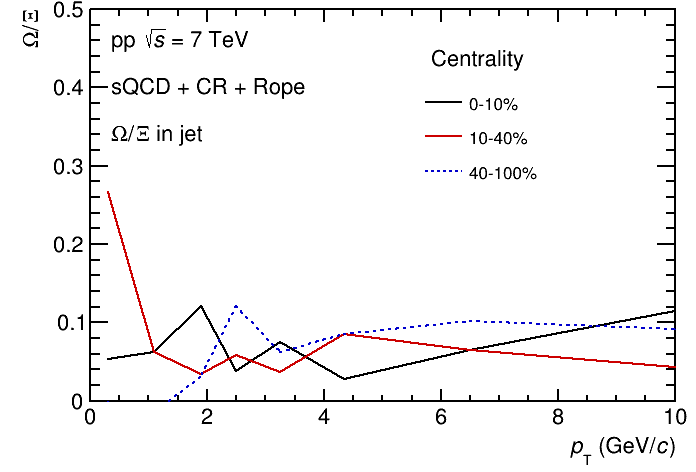 Ω/Ξ
0.5
0.4
0.3
0.2
0.1
0
pp √s = 7 TeV
sQCD + CR + Rope
Ω/Ξ in jet
Centrality
0-10%
10-40%
40-100%
0 2 4 6 8 10
p_T (GeV/c)